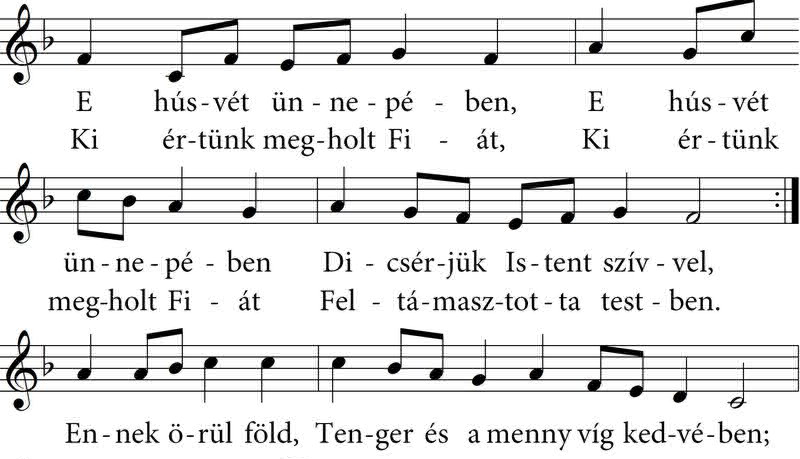 E hús-vét ün-ne-pé-ben, E hús-vét
Ki ér-tünk meg-holt Fi-át, Ki ér-tünk
ün-ne-pé-ben Di-csér-jük Is-tent szív-vel,
meg-holt Fi-át Fel-tá-masz-tot-ta test-ben.
En-nek ö-rül föld, Ten-ger és a menny víg ked-vé-ben;